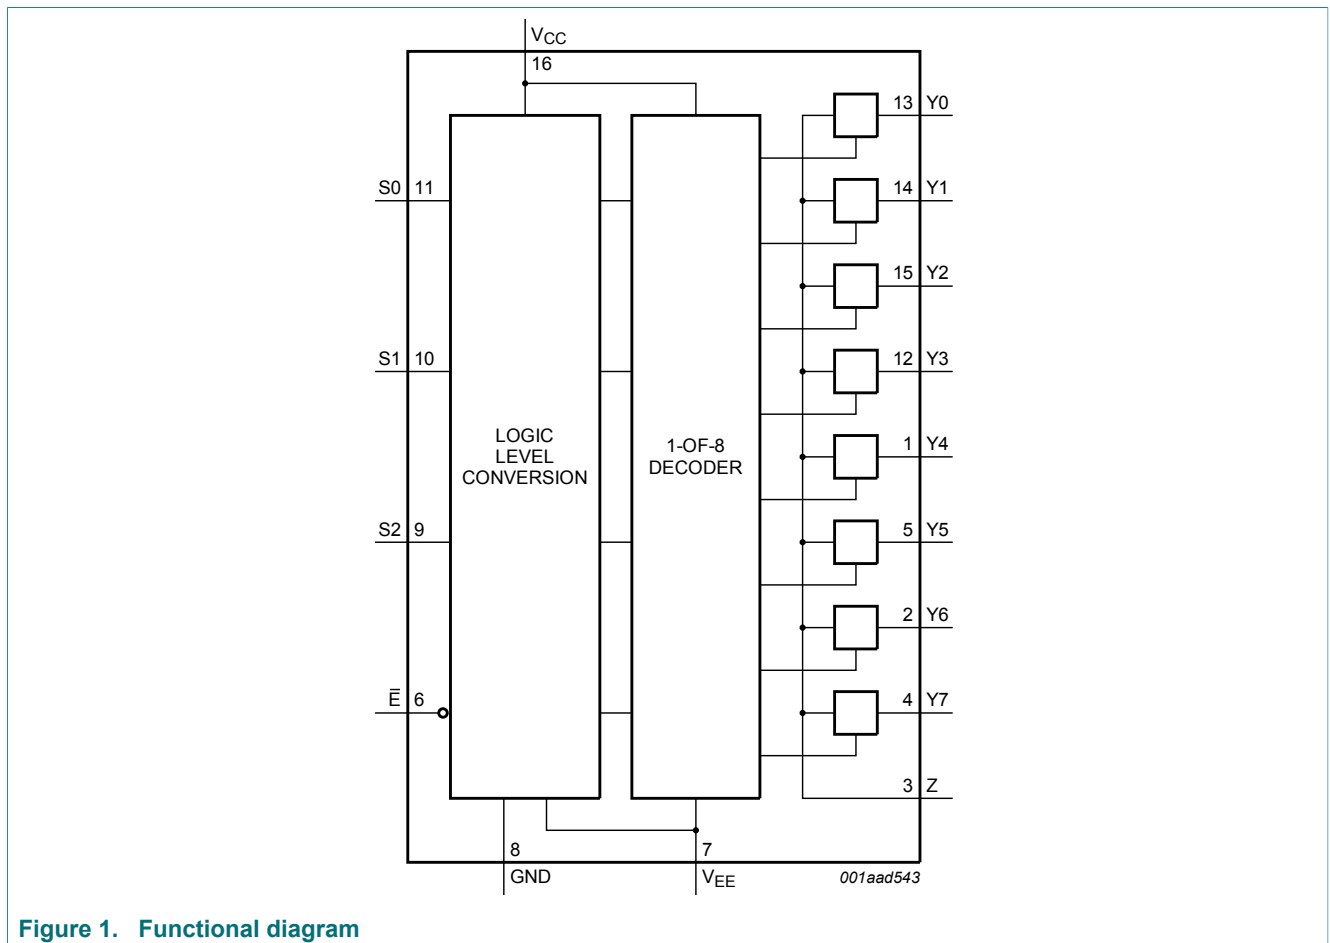 VCC
16
13 Y0
S0 11
14 Y1
15 Y2
S1 10
12 Y3
LOGIC
LEVEL
CONVERSION
1-OF-8
DECODER
1 Y4
S2 9
5 Y5
2 Y6
E̅ 6
4 Y7
3 Z
8
GND
7
VEE
001aad543
Figure 1. Functional diagram